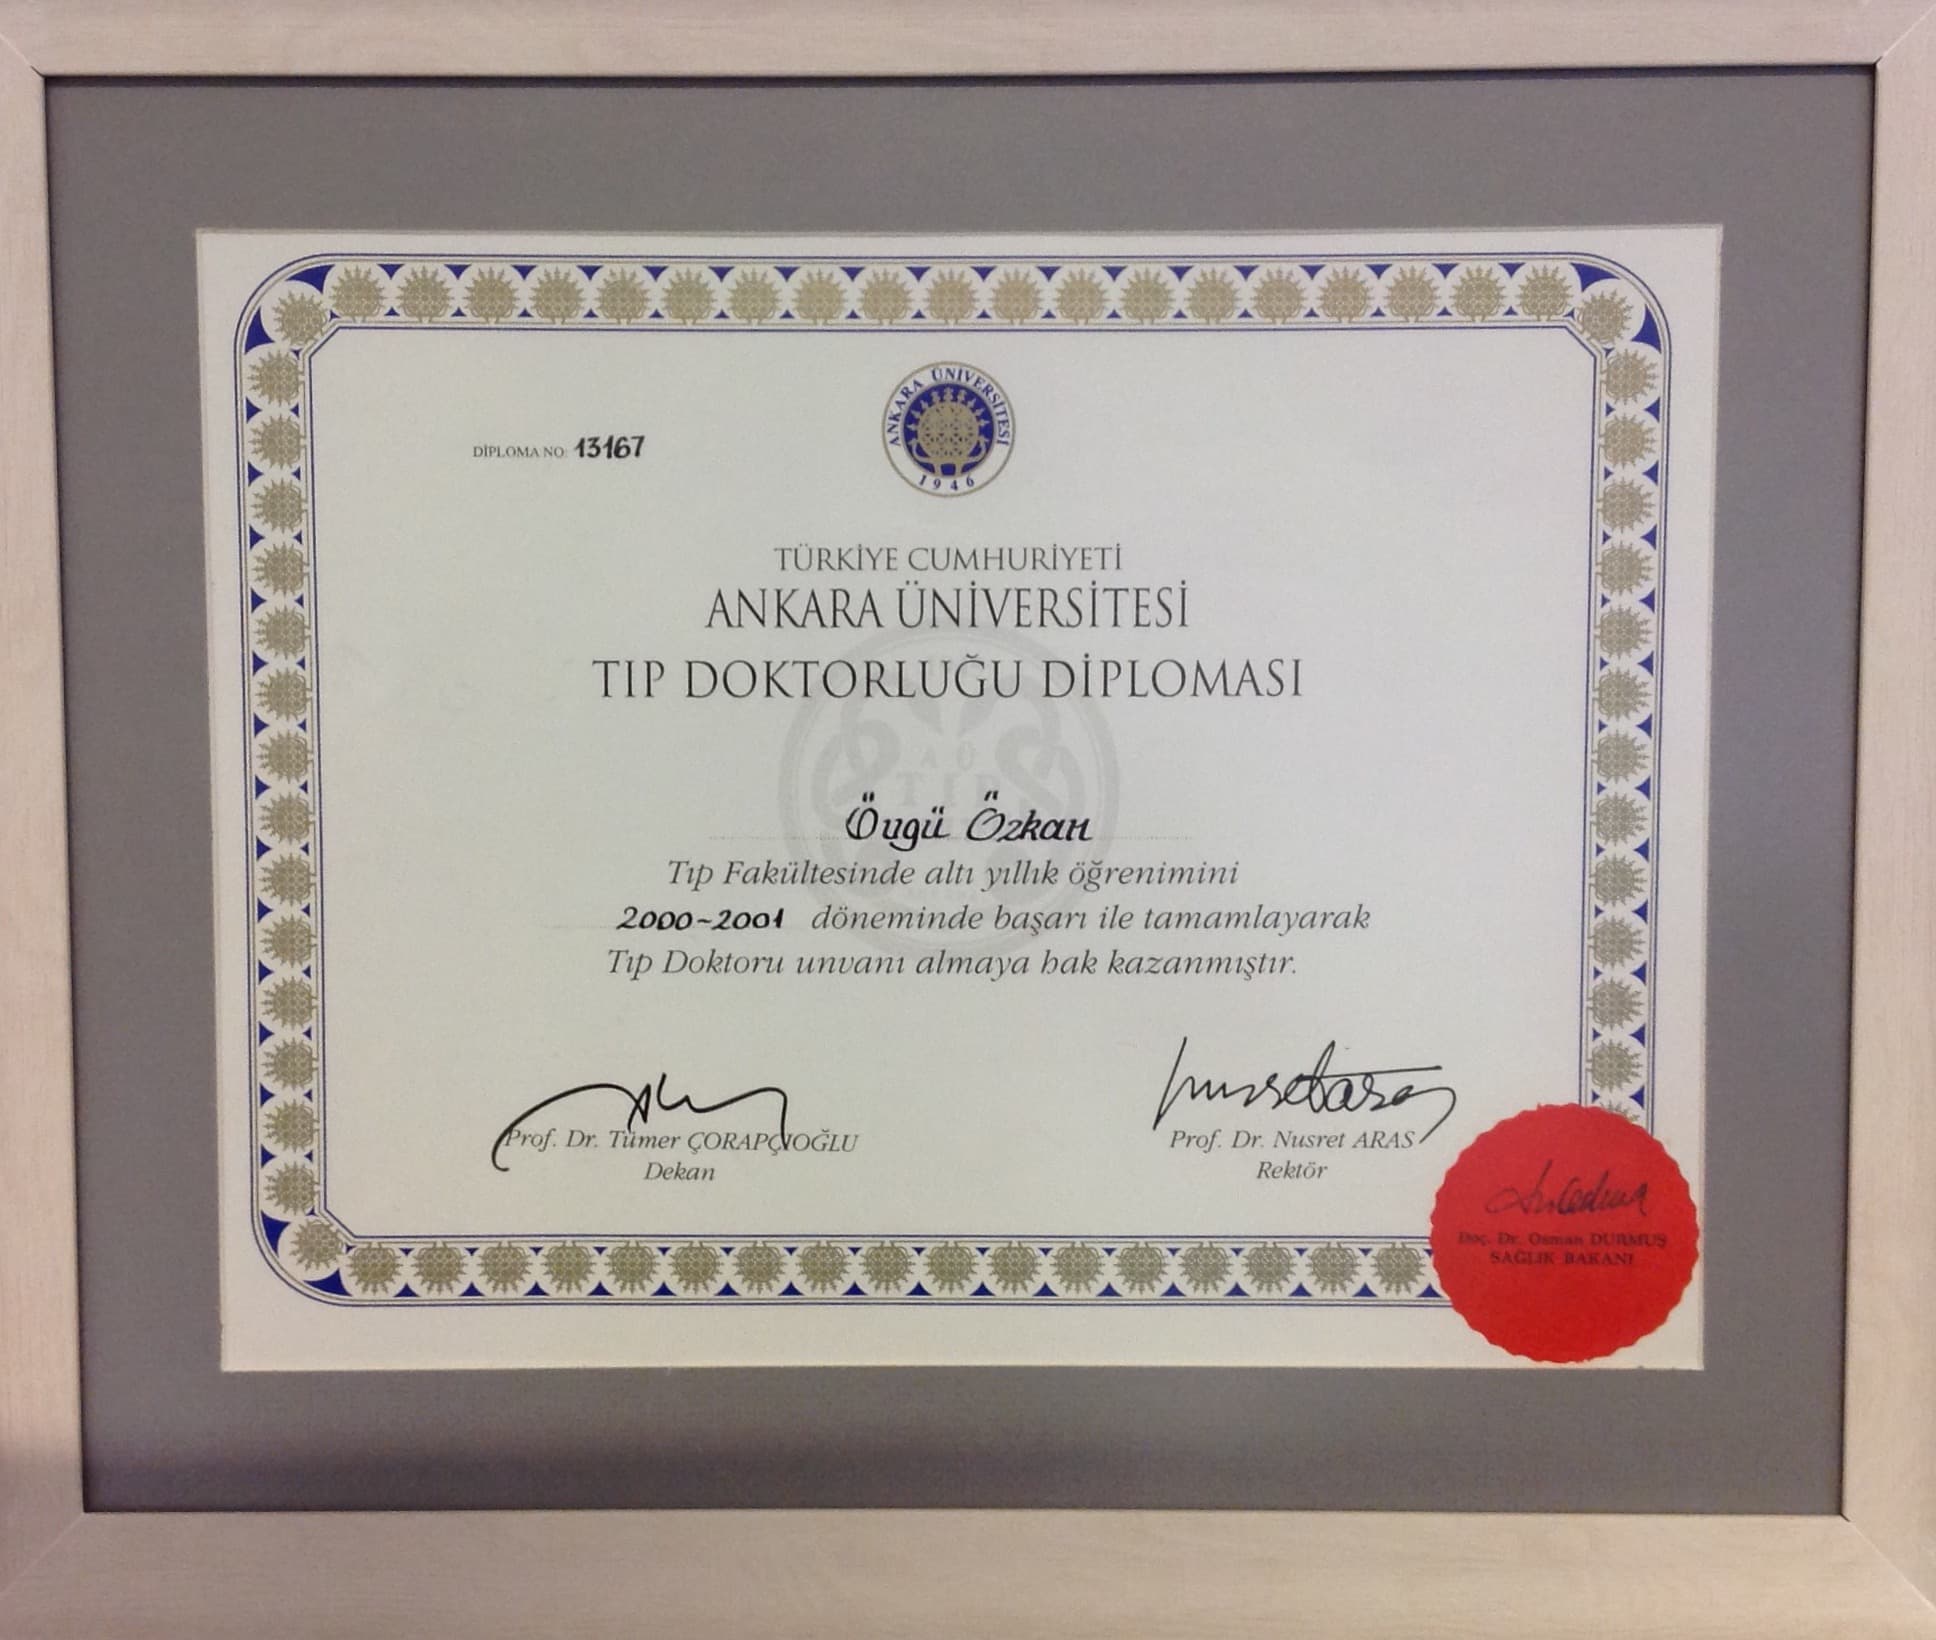 ANKARA ÜNİVERSİTESİ
1946
DİPLOMA NO: 13167
TÜRKİYE CUMHURİYETİ
ANKARA ÜNİVERSİTESİ
TIP DOKTORLUĞU DİPLOMASI
AÜ
TIP
Övgü Özkan
Tıp Fakültesinde altı yıllık öğrenimini
2000~2001 döneminde başarı ile tamamlayarak
Tıp Doktoru unvanı almaya hak kazanmıştır.
Prof. Dr. Tümer ÇORAPÇIOĞLU
Dekan
Prof. Dr. Nusret ARAS
Rektör
Doç. Dr. Osman DURMUŞ
SAĞLIK BAKANI